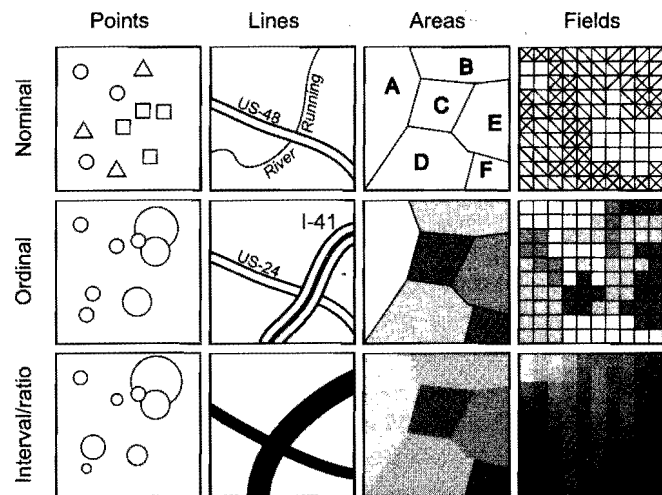 Points Lines Areas Fields
Nominal
US-48
Running
River
A
B
C
E
D
F
Ordinal
I-41
US-24
Interval/ratio